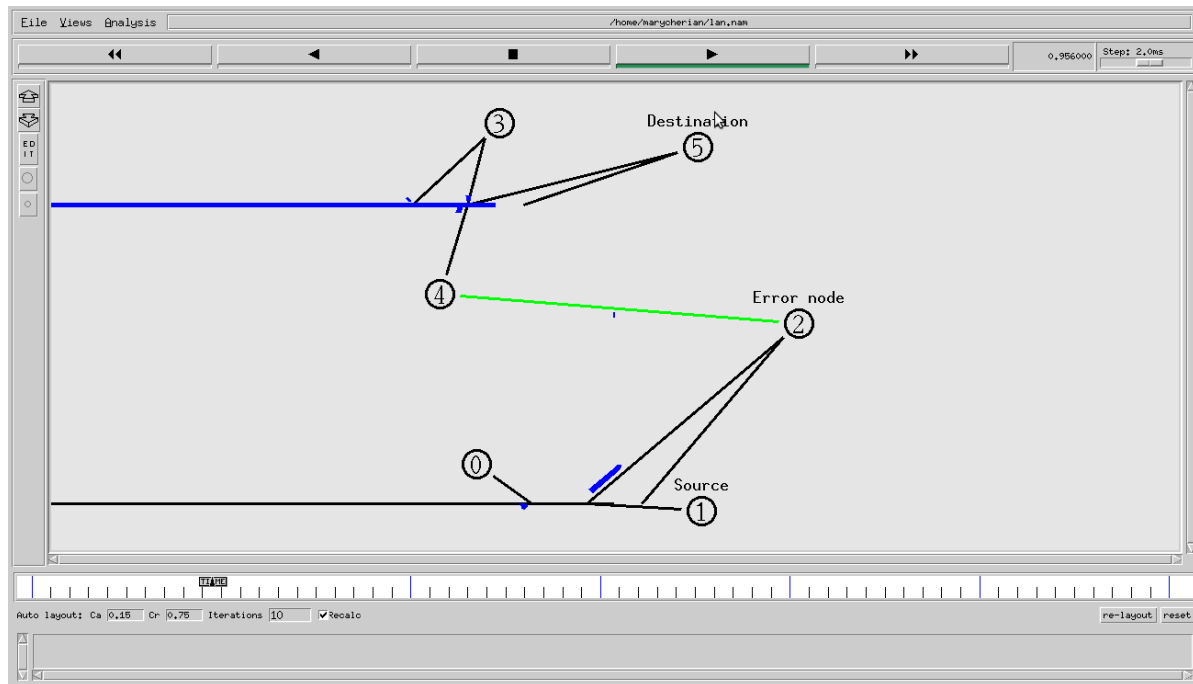 File Views Analysis /home/marycherian/lan.nam
0.956000 Step: 2.0ms
ED
IT
3
Destination
5
4
Error node
2
0
Source
1
TIME
Auto layout: Ca 0.15 Cr 0.75 Iterations 10 Recalc re-layout reset